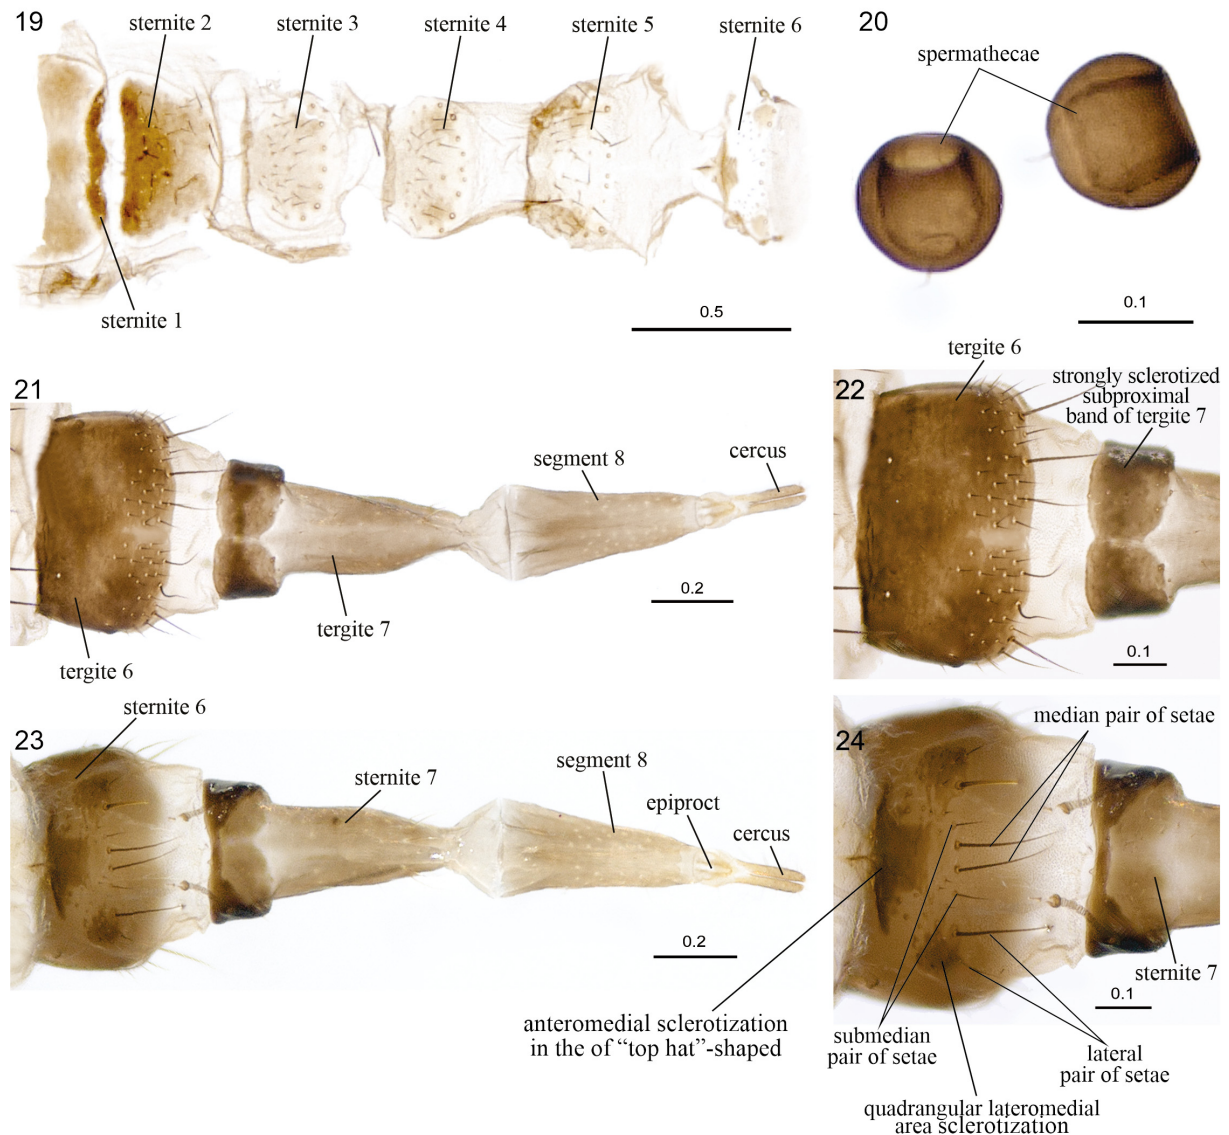 19
sternite 2
sternite 3
sternite 4
sternite 5
sternite 6
sternite 1
0.5
20
spermathecae
0.1
21
tergite 6
tergite 7
segment 8
cercus
0.2
22
tergite 6
strongly sclerotized
subproximal
band of tergite 7
0.1
23
sternite 6
sternite 7
segment 8
epiproct
cercus
0.2
24
median pair of setae
sternite 7
0.1
anteromedial sclerotization
in the of “top hat”-shaped
submedian
pair of setae
lateral
pair of setae
quadrangular lateromedial
area sclerotization